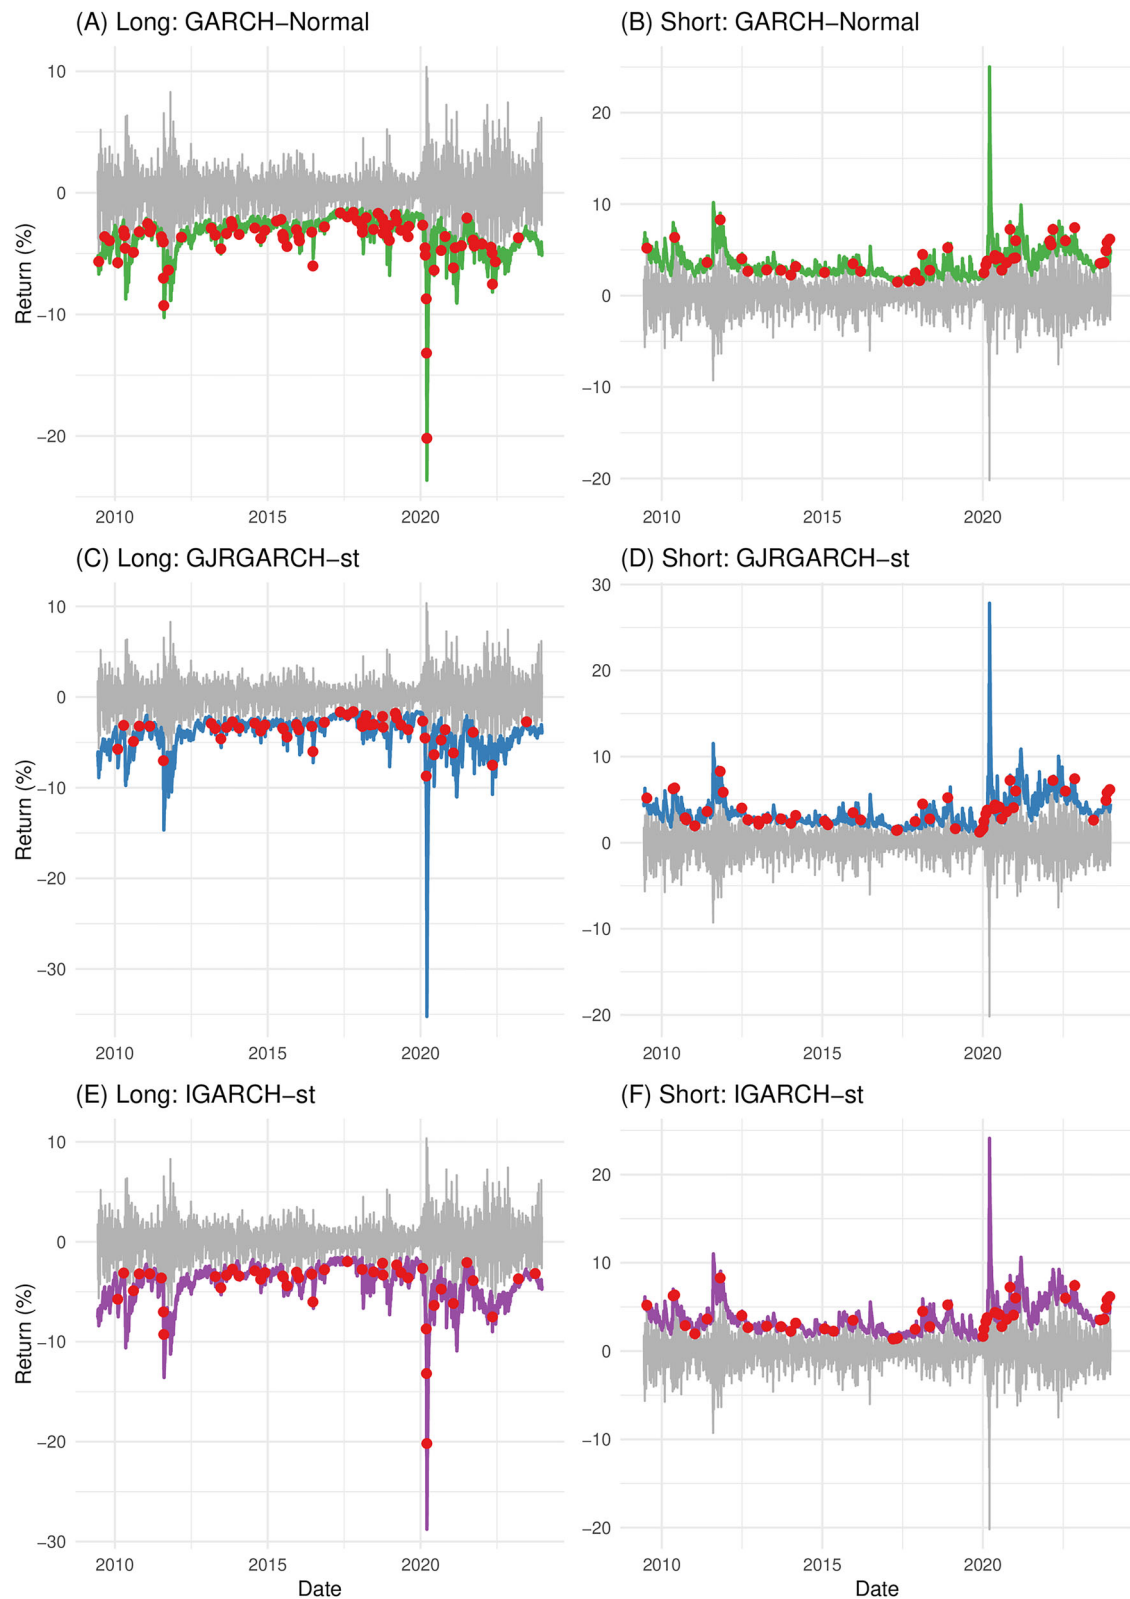 (A) Long: GARCH−Normal
10
0
−10
−20
Return (%)
2010 2015 2020
(B) Short: GARCH−Normal
20
10
0
−10
−20
2010 2015 2020
(C) Long: GJRGARCH−st
10
0
−10
−20
−30
Return (%)
2010 2015 2020
(D) Short: GJRGARCH−st
30
20
10
0
−10
−20
2010 2015 2020
(E) Long: IGARCH−st
10
0
−10
−20
−30
Return (%)
2010 2015 2020
Date
(F) Short: IGARCH−st
20
10
0
−10
−20
2010 2015 2020
Date